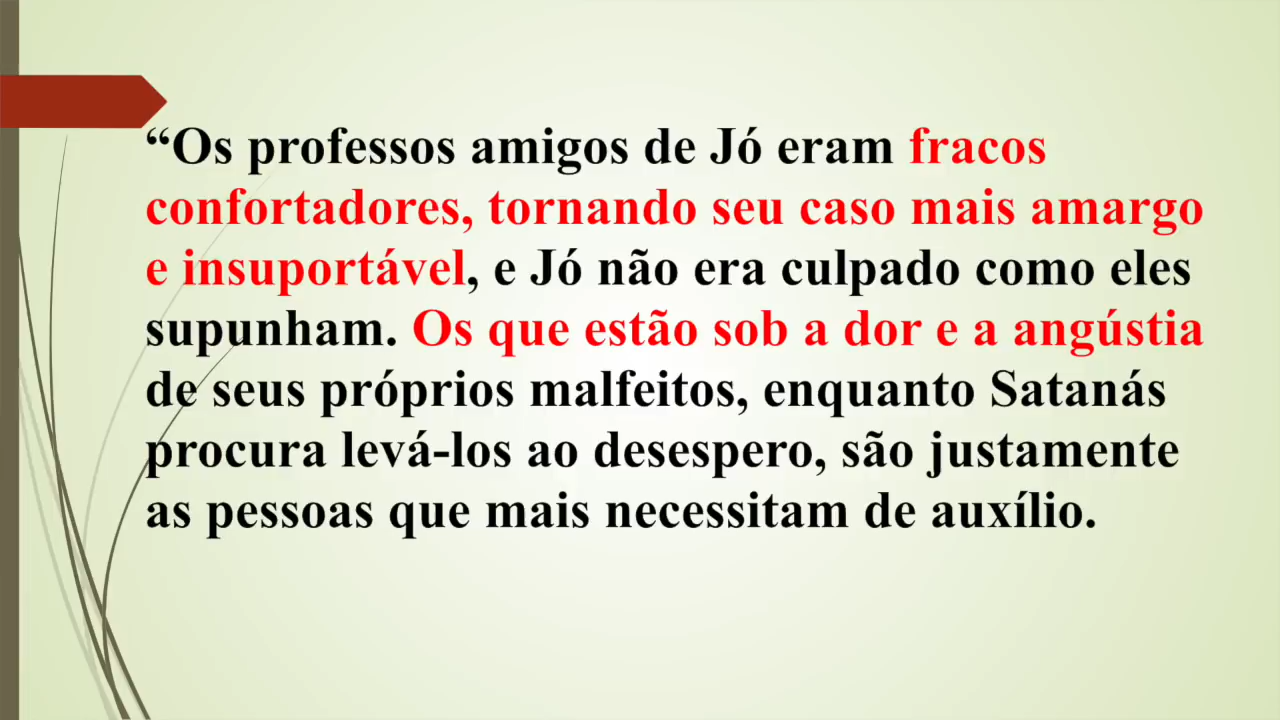 “Os professos amigos de Jó eram fracos
confortadores, tornando seu caso mais amargo
e insuportável, e Jó não era culpado como eles
supunham. Os que estão sob a dor e a angústia
de seus próprios malfeitos, enquanto Satanás
procura levá-los ao desespero, são justamente
as pessoas que mais necessitam de auxílio.